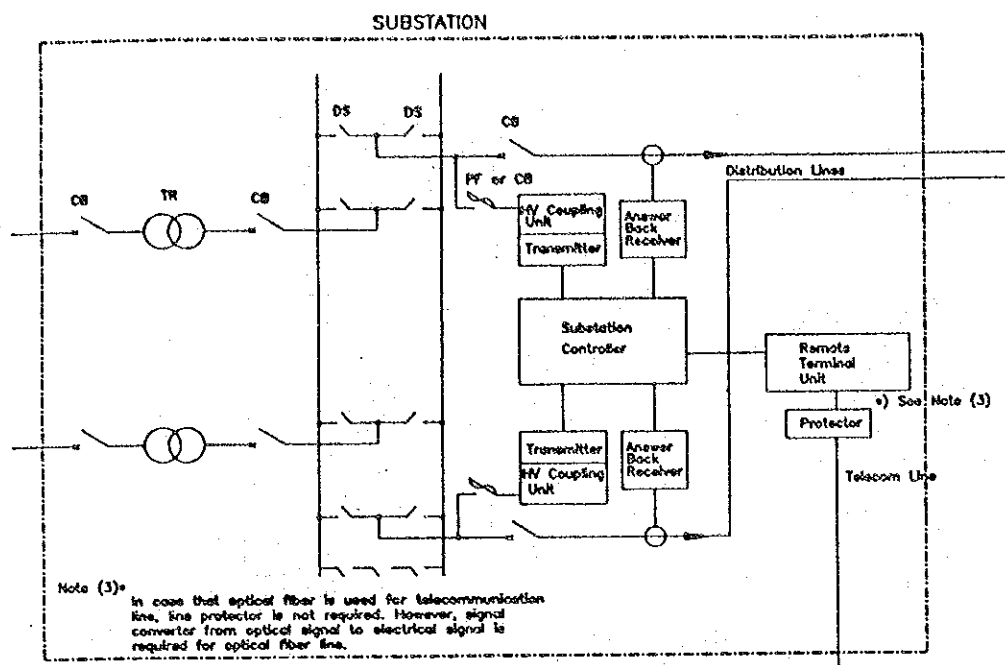 SUBSTATION
DS DS
CB
PF or CB
Distribution Lines
CB TR CB
HV Coupling
Unit
Transmitter
Answer
Back
Receiver
Substation
Controller
Remote
Terminal
Unit
*) See Note (3)
Protector
Telecom Line
Transmitter
HV Coupling
Unit
Answer
Back
Receiver
Note (3)*
In case that optical fiber is used for telecommunication
line, line protector is not required. However, signal
converter from optical signal to electrical signal is
required for optical fiber line.